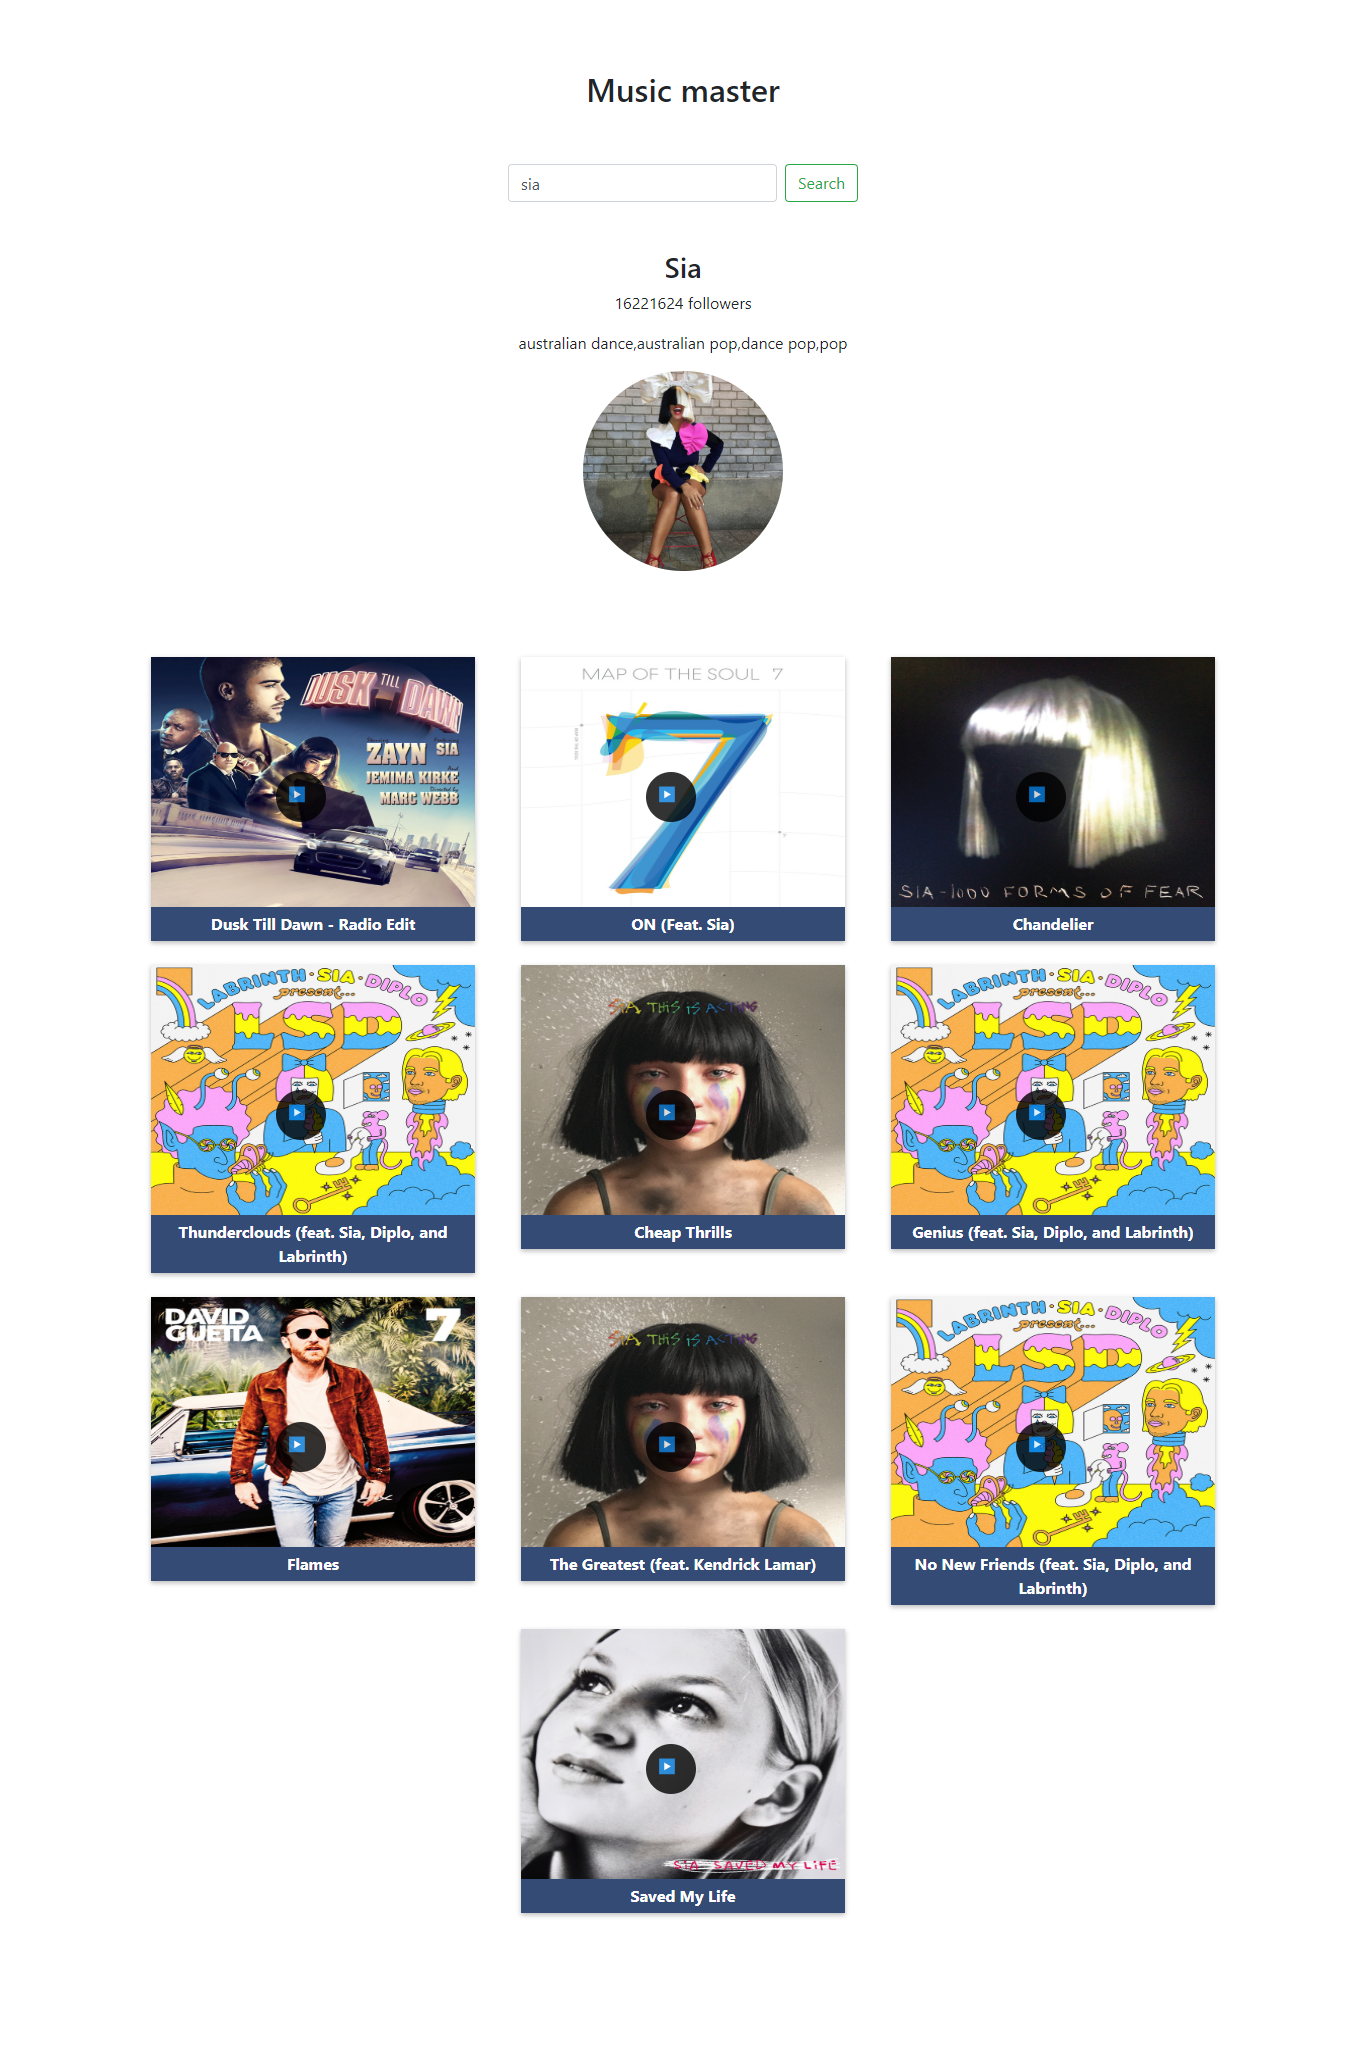 Music master
sia
Search
Sia
16221624 followers
australian dance,australian pop,dance pop,pop
DUSK TILL DAWN
ZAYN SIA
And
JEMIMA KIRKE
Directed by
MARC WEBB
Dusk Till Dawn - Radio Edit
MAP OF THE SOUL 7
ON (Feat. Sia)
SIA - 1000 FORMS OF FEAR
Chandelier
LABRINTH · SIA · DIPLO
present...
LSD
Thunderclouds (feat. Sia, Diplo, and
Labrinth)
SIA THIS IS ACTING
Cheap Thrills
LABRINTH · SIA · DIPLO
present...
LSD
Genius (feat. Sia, Diplo, and Labrinth)
DAVID
GUETTA
7
Flames
SIA THIS IS ACTING
The Greatest (feat. Kendrick Lamar)
LABRINTH · SIA · DIPLO
present...
LSD
No New Friends (feat. Sia, Diplo, and
Labrinth)
SIA SAVED MY LIFE
Saved My Life